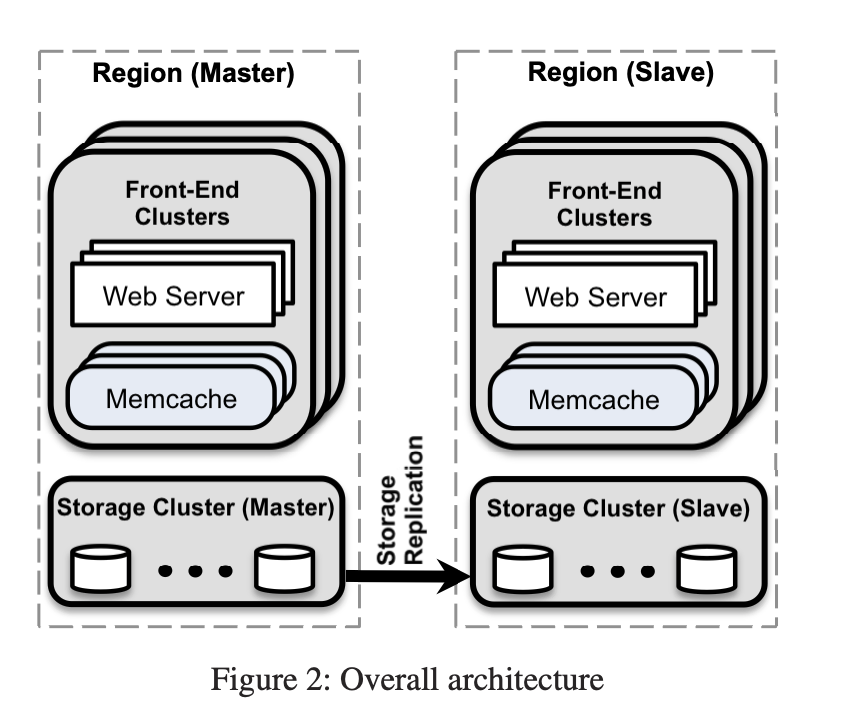 Region (Master)
Front-End
Clusters
Web Server
Memcache
Storage Cluster (Master)
Storage
Replication
Region (Slave)
Front-End
Clusters
Web Server
Memcache
Storage Cluster (Slave)
Figure 2: Overall architecture